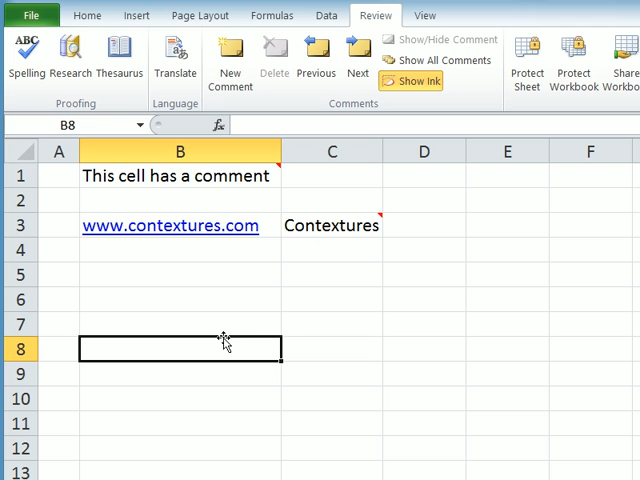 File Home Insert Page Layout Formulas Data Review View
ABC
Spelling Research Thesaurus
Proofing
Translate
Language
New Comment
Delete
Previous
Next
Show/Hide Comment
Show All Comments
Show Ink
Comments
Protect Sheet
Protect Workbook
Share
B8 fx
A B C D E F
1 This cell has a comment
2
3 www.contextures.com Contextures
4
5
6
7
8
9
10
11
12
13